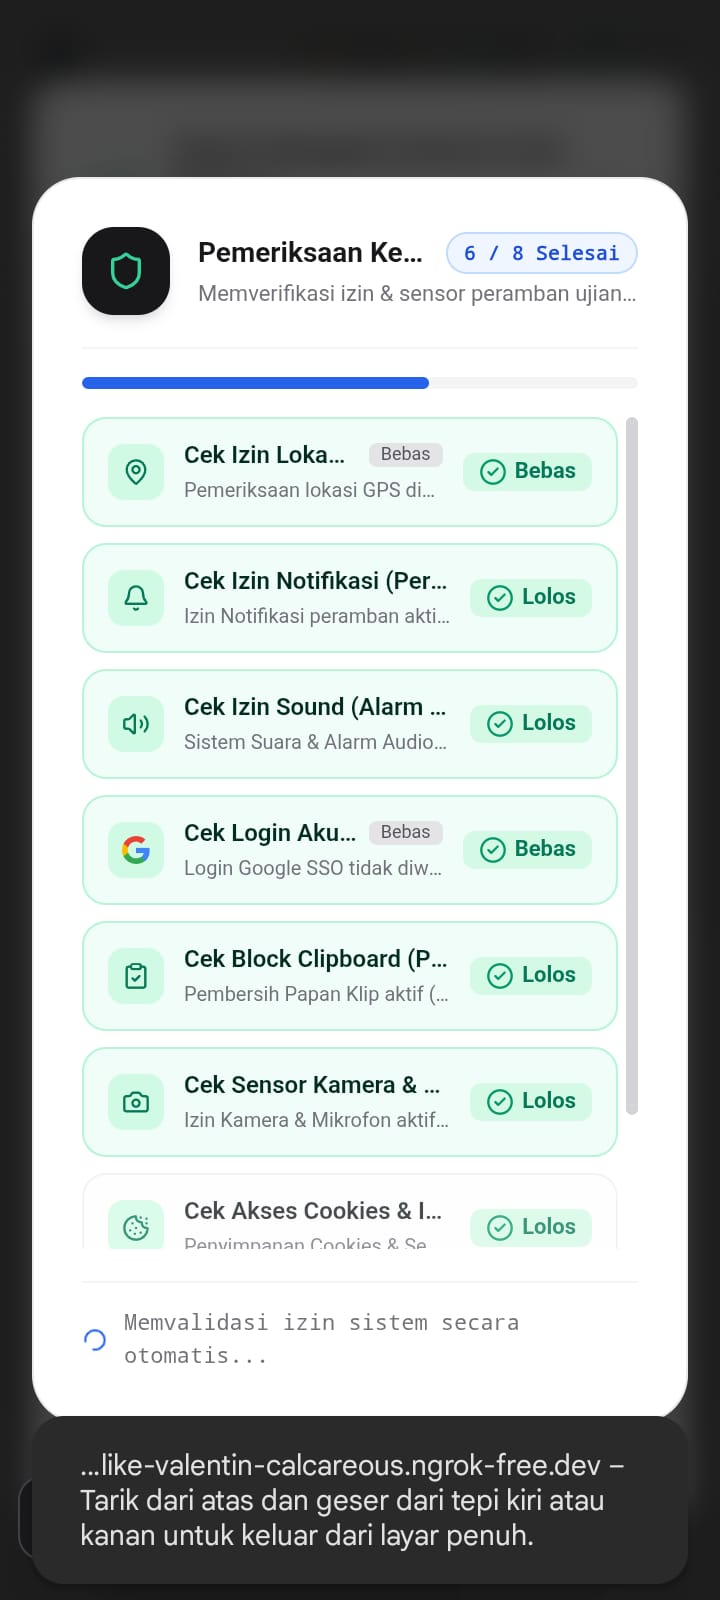 Pemeriksaan Ke...
6 / 8 Selesai
Memverifikasi izin & sensor peramban ujian...
Cek Izin Loka...
Bebas
Bebas
Pemeriksaan lokasi GPS di...
Cek Izin Notifikasi (Per...
Lolos
Izin Notifikasi peramban akti...
Cek Izin Sound (Alarm ...
Lolos
Sistem Suara & Alarm Audio...
Cek Login Aku...
Bebas
Bebas
Login Google SSO tidak diw...
Cek Block Clipboard (P...
Lolos
Pembersih Papan Klip aktif (...
Cek Sensor Kamera & ...
Lolos
Izin Kamera & Mikrofon aktif...
Cek Akses Cookies & I...
Lolos
Penyimpanan Cookies & Se...
Memvalidasi izin sistem secara
otomatis...
...like-valentin-calcareous.ngrok-free.dev –
Tarik dari atas dan geser dari tepi kiri atau
kanan untuk keluar dari layar penuh.